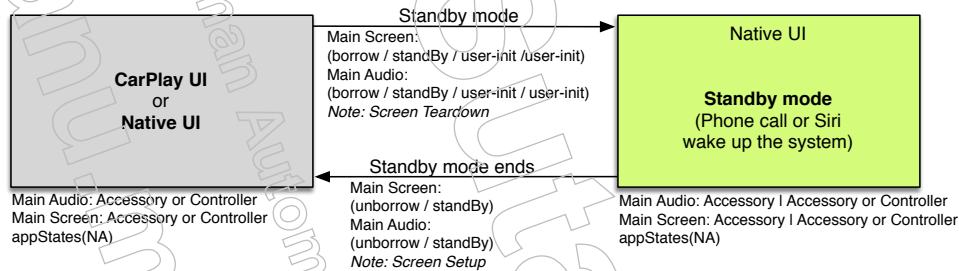 Standby mode
Main Screen:
(borrow / standBy / user-init /user-init)
Main Audio:
(borrow / standBy / user-init / user-init)
Note: Screen Teardown
CarPlay UI
or
Native UI
Native UI
Standby mode
(Phone call or Siri
wake up the system)
Standby mode ends
Main Screen:
(unborrow / standBy)
Main Audio:
(unborrow / standBy)
Note: Screen Setup
Main Audio: Accessory or Controller
Main Screen: Accessory or Controller
appStates(NA)
Main Audio: Accessory | Accessory or Controller
Main Screen: Accessory | Accessory or Controller
appStates(NA)